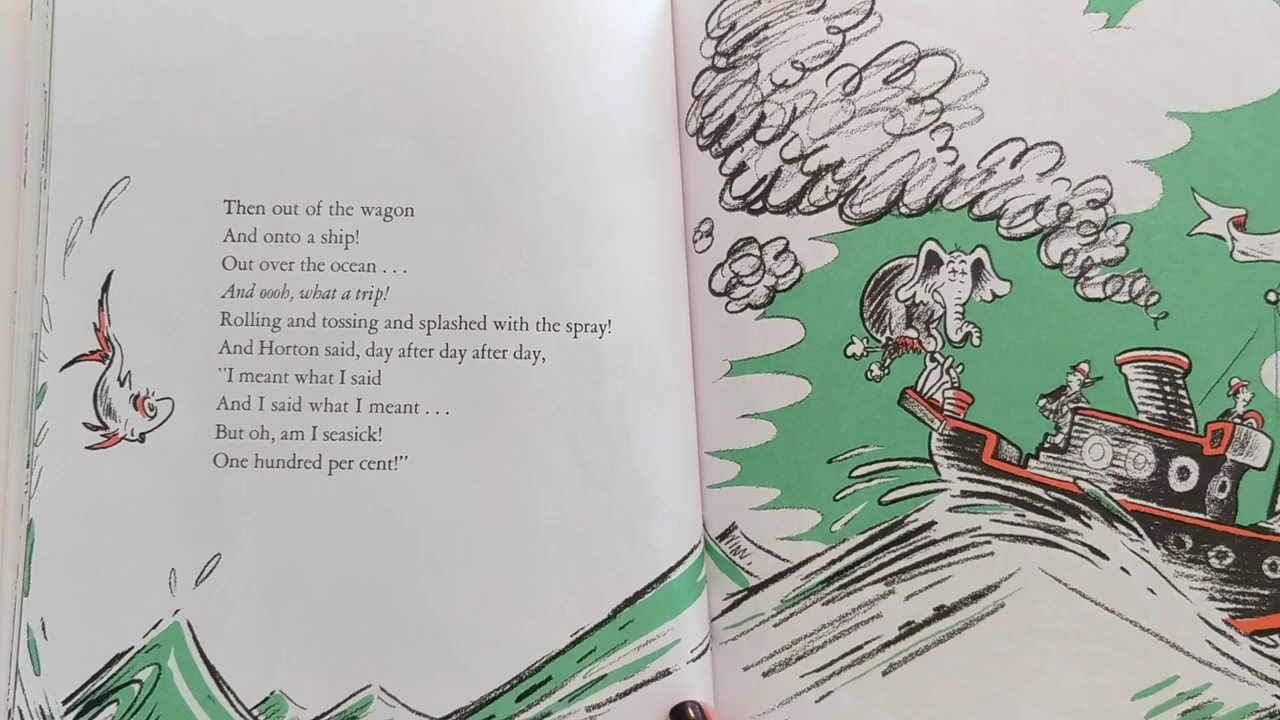 Then out of the wagon
And onto a ship!
Out over the ocean . . .
And oooh, what a trip!
Rolling and tossing and splashed with the spray!
And Horton said, day after day after day,
"I meant what I said
And I said what I meant . . .
But oh, am I seasick!
One hundred per cent!”